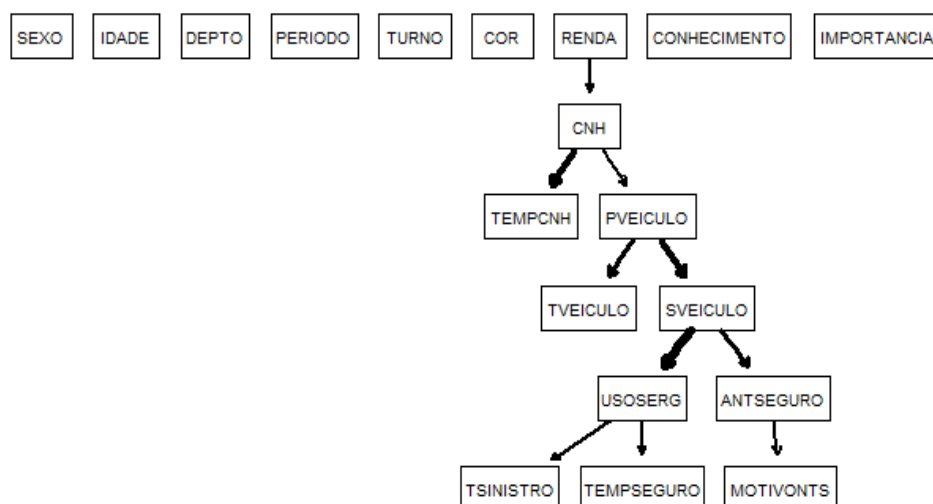 SEXO IDADE DEPTO PERIODO TURNO COR RENDA CONHECIMENTO IMPORTANCIA
CNH
TEMPCNH PVEICULO
TVEICULO SVEICULO
USOSERG ANTSEGURO
TSINISTRO TEMPSEGURO MOTIVONTS